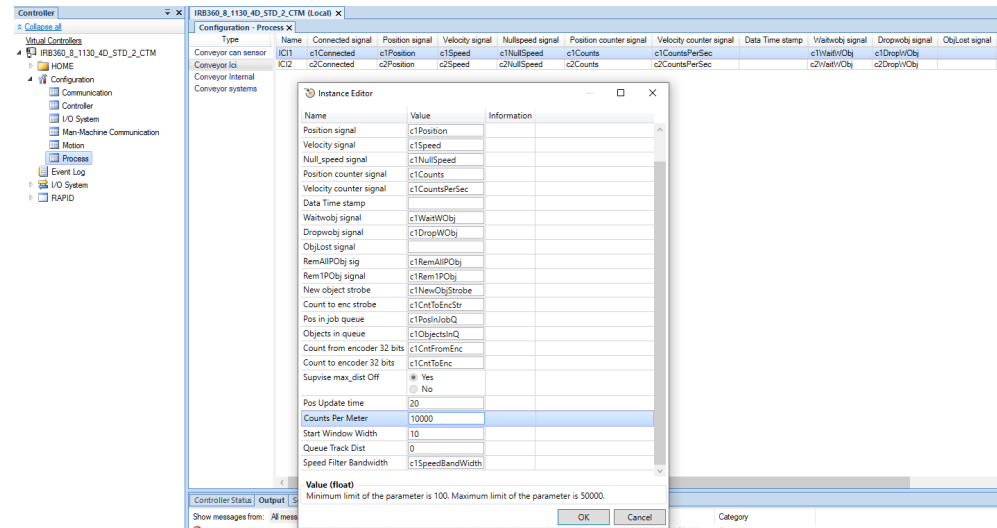 Controller
IRB360_8_1130_4D_STD_2_CTM (Local) X
Collapse all
Configuration - Process X
Virtual Controllers
Type Name Connected signal Position signal Velocity signal Nullspeed signal Position counter signal Velocity counter signal Data Time stamp Waitwobj signal Dropwobj signal ObjLost signal
IRB360_8_1130_4D_STD_2_CTM
Conveyor can sensor ICI1 c1Connected c1Position c1Speed c1NullSpeed c1Counts c1CountsPerSec c1WaitWObj c1DropWObj
HOME
Conveyor Ici ICI2 c2Connected c2Position c2Speed c2NullSpeed c2Counts c2CountsPerSec c2WaitWObj c2DropWObj
Configuration
Conveyor Internal
Communication
Conveyor systems
Controller
I/O System
Man-Machine Communication
Motion
Process
Event Log
I/O System
RAPID
Instance Editor
Name Value Information
Position signal c1Position
Velocity signal c1Speed
Null_speed signal c1NullSpeed
Position counter signal c1Counts
Velocity counter signal c1CountsPerSec
Data Time stamp
Waitwobj signal c1WaitWObj
Dropwobj signal c1DropWObj
ObjLost signal
RemAllPObj sig c1RemAllPObj
Rem1PObj signal c1Rem1PObj
New object strobe c1NewObjStrobe
Count to enc strobe c1CntToEncStr
Pos in job queue c1PosInJobQ
Objects in queue c1ObjectsInQ
Count from encoder 32 bits c1CntFromEnc
Count to encoder 32 bits c1CntToEnc
Supvise max_dist Off Yes
No
Pos Update time 20
Counts Per Meter 10000
Start Window Width 10
Queue Track Dist 0
Speed Filter Bandwidth c1SpeedBandWidth
Value (float)
Minimum limit of the parameter is 100. Maximum limit of the parameter is 50000.
OK Cancel
Controller Status Output
Show messages from: All mess
Category